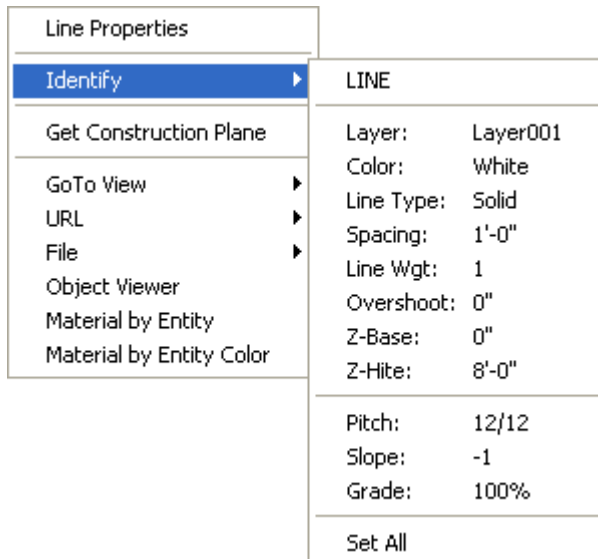 Line Properties
Identify
Get Construction Plane
GoTo View
URL
File
Object Viewer
Material by Entity
Material by Entity Color
LINE
Layer: Layer001
Color: White
Line Type: Solid
Spacing: 1'-0"
Line Wgt: 1
Overshoot: 0"
Z-Base: 0"
Z-Hite: 8'-0"
Pitch: 12/12
Slope: -1
Grade: 100%
Set All